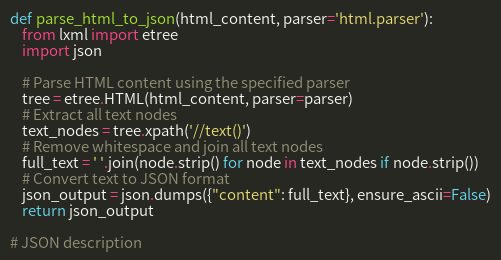 def parse_html_to_json(html_content, parser='html.parser'):
    from lxml import etree
    import json

    # Parse HTML content using the specified parser
    tree = etree.HTML(html_content, parser=parser)
    # Extract all text nodes
    text_nodes = tree.xpath('//text()')
    # Remove whitespace and join all text nodes
    full_text = ' '.join(node.strip() for node in text_nodes if node.strip())
    # Convert text to JSON format
    json_output = json.dumps({"content": full_text}, ensure_ascii=False)
    return json_output

# JSON description